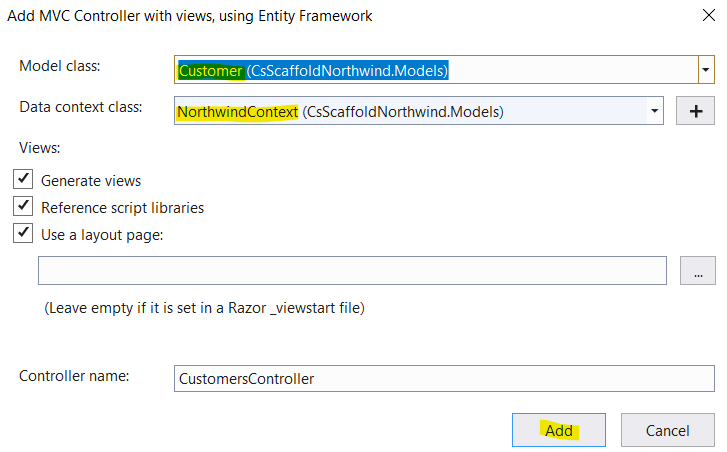 Add MVC Controller with views, using Entity Framework
Model class: Customer (CsScaffoldNorthwind.Models)
Data context class: NorthwindContext (CsScaffoldNorthwind.Models)
Views:
Generate views
Reference script libraries
Use a layout page:
...
(Leave empty if it is set in a Razor _viewstart file)
Controller name: CustomersController
Add Cancel